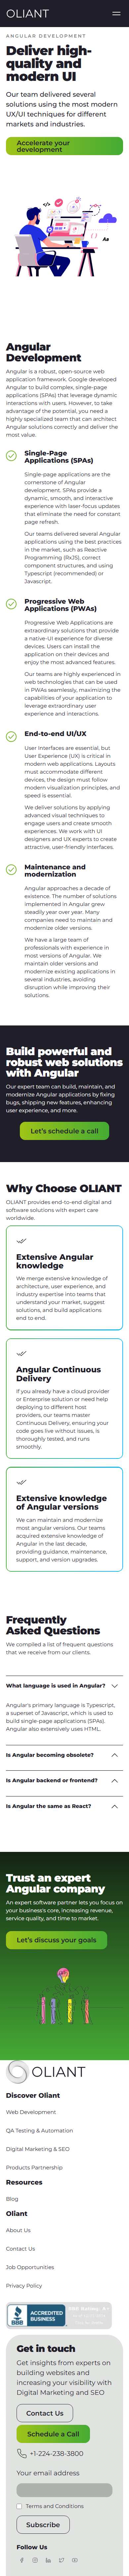 OLIANT
ANGULAR DEVELOPMENT
Deliver high-
quality and
modern UI
Our team delivered several
solutions using the most modern
UX/UI techniques for different
markets and industries.
Accelerate your
development
Aa
Angular
Development
Angular is a robust, open-source web
application framework. Google developed
Angular to build complex, single-page
applications (SPAs) that leverage dynamic
interactions with users. However, to take
advantage of the potential, you need a
highly specialized team that can architect
Angular solutions correctly and deliver the
most value.
Single-Page
Applications (SPAs)
Single-page applications are the
cornerstone of Angular
development. SPAs provide a
dynamic, smooth, and interactive
experience with laser-focus updates
that eliminate the need for constant
page refresh.
Our teams delivered several Angular
applications based on the best practices
in the market, such as Reactive
Programming (RxJS), correct
component structures, and using
Typescript (recommended) or
Javascript.
Progressive Web
Applications (PWAs)
Progressive Web Applications are
extraordinary solutions that provide
an app-like experience for diverse
devices. Users can install the
product on their home devices and
enjoy the most advanced features.
Our teams are highly experienced in
web technologies that can be used
in PWAs seamlessly, maximizing the
capabilities of your application to
leverage extraordinary user
experience and interactions.
End-to-end UI/UX
User Interfaces are essential, but
User Experience (UX) is critical in
modern web applications. Layouts
must accommodate different
devices, the design must follow
modern visualization principles, and
speed is essential.
We deliver solutions by applying
advanced visual techniques to
engage users and create smooth
experiences. We work with UI
designers and UX experts to create
attractive, user-friendly interfaces.
Maintenance and
modernization
Angular approaches a decade of
existence. The number of solutions
implemented in Angular grows
larger and larger every year. Many
companies need to maintain and
modernize older versions.
We have a large team of
professionals with experience in
various versions of Angular. We
maintain older solutions and
modernize web applications in any
market and industries, avoiding
disruption while improving their
solutions.
Build powerful and
robust web solutions
with Angular
Our expert team can build, maintain, and
modernize Angular applications by fixing
bugs, shipping new features, enhancing
user experience, and more.
Let's schedule a call
Why Choose OLIANT
OLIANT provides end-to-end digital and
software solutions with expert care
worldwide.
Extensive Angular
knowledge
We merge extensive knowledge of
architecture, user experience, and
industry expertise into teams that
understand your market, suggest
solutions, and build applications
end to end.
Angular Continuous
Delivery
If you already have a cloud provider
or Enterprise or need help
deploying to different host
providers, our teams master
Continuous Deploying ensuring your
code goes live without issues, is
thoroughly tested, and runs
smoothly.
Extensive knowledge
of Angular versions
We can maintain and modernize
most angular versions. Our teams
acquired extensive knowledge of
Angular in the last decade,
providing guidance, maintenance,
support, and version upgrades.
Frequently
Asked Questions
We compiled a list of frequent questions
that we receive from our clients.
What language is used in Angular?
Angular's primary language is Typescript,
a superset of Javascript, which is used to
build single-page applications (SPAs).
Angular also extensively uses HTML.
Is Angular becoming obsolete?
Is Angular backend or frontend?
Is Angular the same as React?
Trust an expert
Angular company
An expert software partner lets you focus on
your business's core, increasing revenue,
service quality, and time to market.
Let's discuss your goals
OLIANT
Discover Oliant
Web Development
QA Testing & Automation
Digital Marketing & SEO
Products Partnership
Resources
Blog
Oliant
About Us
Contact Us
Job Opportunities
Privacy Policy
BBB
ACCREDITED
BUSINESS
BBB Rating: A+
Get in touch
Get insights from experts on
building websites and
increasing your visibility with
Digital Marketing and SEO
Contact Us
Schedule a Call
+1-224-238-3800
Your email address
Terms and Conditions
Subscribe
Follow Us